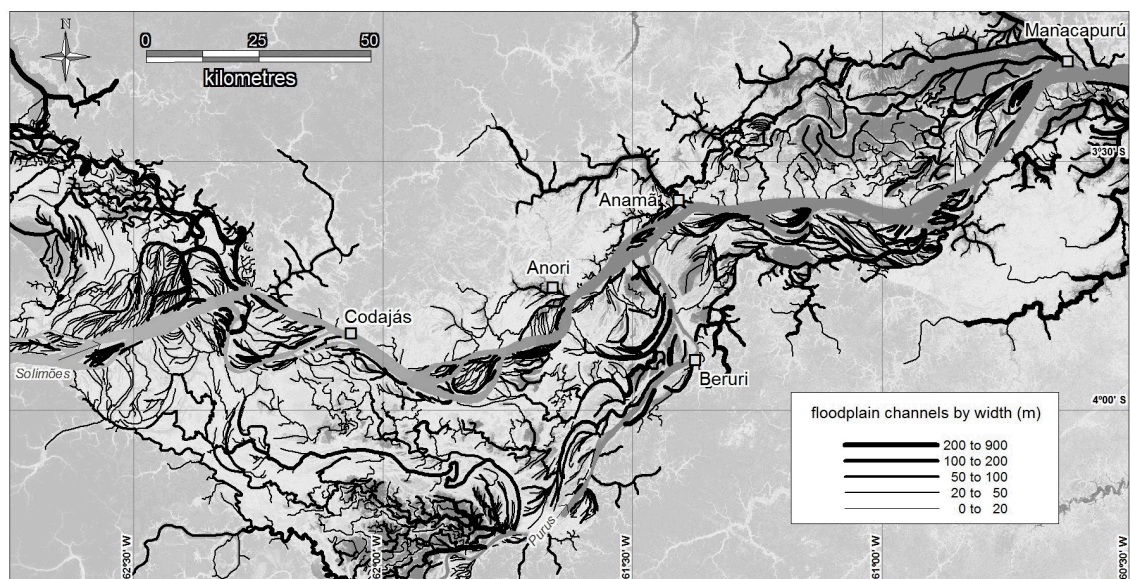 N
0 25 50
kilometres
Manacapurú
3°30' S
Anamã
Anori
Codajás
Solimões
Beruri
4°00' S
floodplain channels by width (m)
200 to 900
100 to 200
50 to 100
20 to 50
0 to 20
Purus
62°30' W
62°00' W
61°30' W
61°00' W
60°30' W